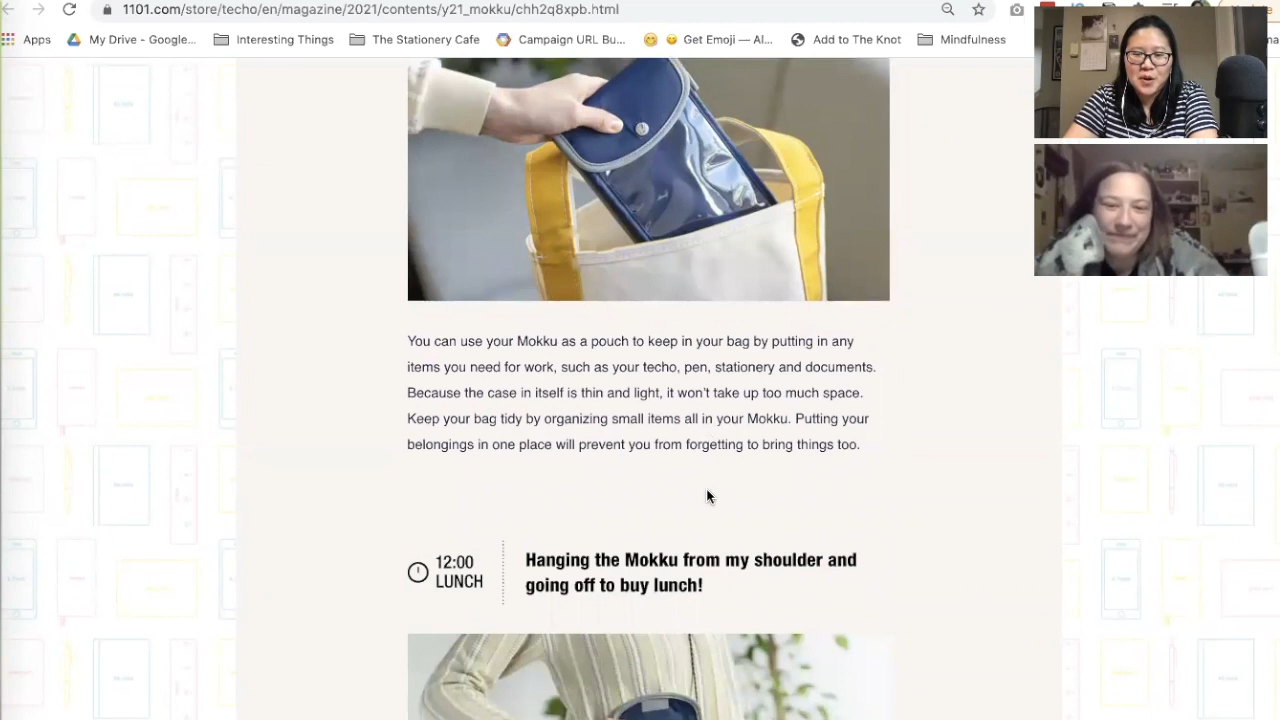 1101.com/store/techo/en/magazine/2021/contents/y21_mokku/chh2q8xpb.html
Apps
My Drive - Google...
Interesting Things
The Stationery Cafe
Campaign URL Bu...
Get Emoji — Al...
Add to The Knot
Mindfulness
You can use your Mokku as a pouch to keep in your bag by putting in any
items you need for work, such as your techo, pen, stationery and documents.
Because the case in itself is thin and light, it won't take up too much space.
Keep your bag tidy by organizing small items all in your Mokku. Putting your
belongings in one place will prevent you from forgetting to bring things too.
12:00
LUNCH
Hanging the Mokku from my shoulder and
going off to buy lunch!